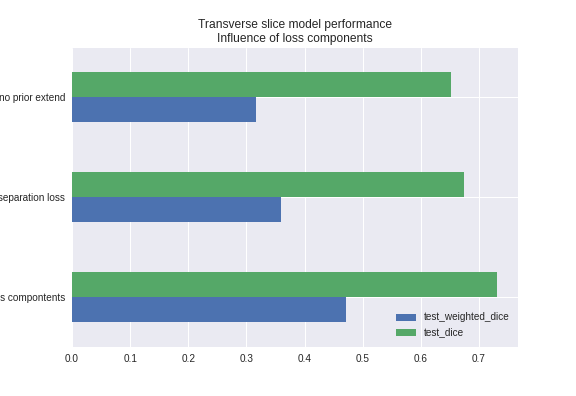 Transverse slice model performance
Influence of loss components
no prior extend
separation loss
s compontents
test_weighted_dice
test_dice
0.0 0.1 0.2 0.3 0.4 0.5 0.6 0.7